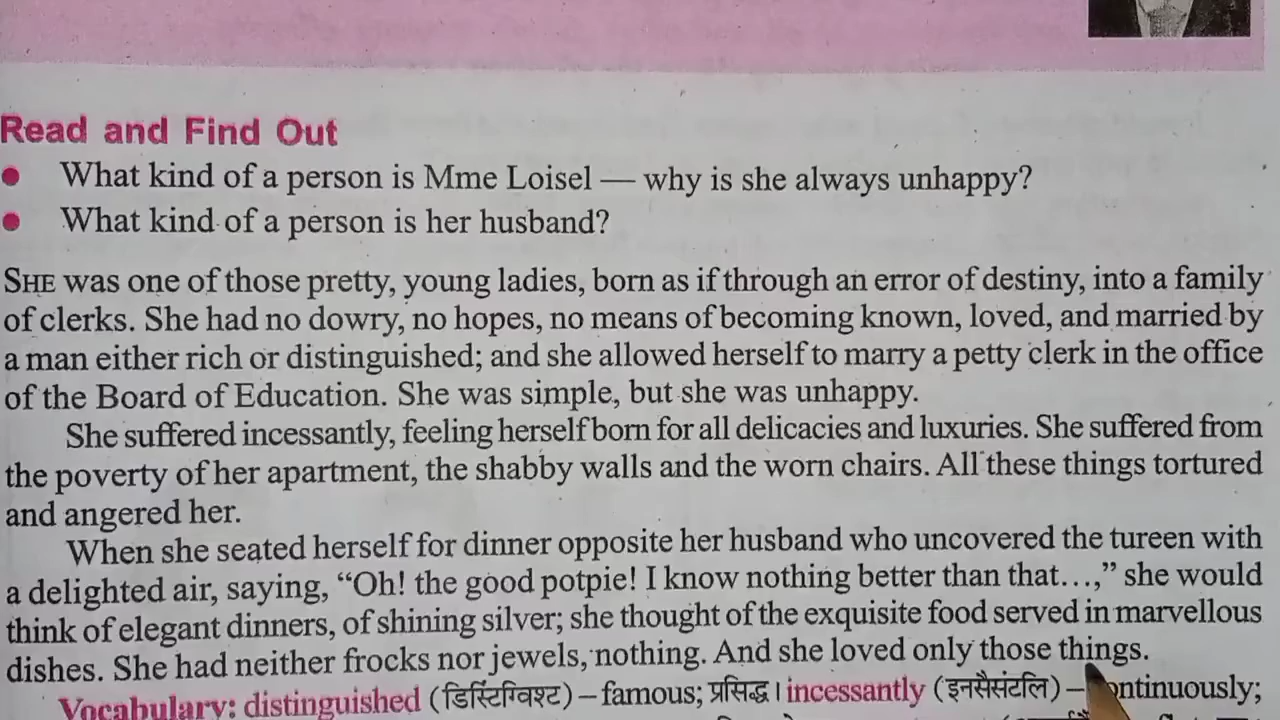 Read and Find Out
• What kind of a person is Mme Loisel — why is she always unhappy?
• What kind of a person is her husband?
SHE was one of those pretty, young ladies, born as if through an error of destiny, into a family
of clerks. She had no dowry, no hopes, no means of becoming known, loved, and married by
a man either rich or distinguished; and she allowed herself to marry a petty clerk in the office
of the Board of Education. She was simple, but she was unhappy.
She suffered incessantly, feeling herself born for all delicacies and luxuries. She suffered from
the poverty of her apartment, the shabby walls and the worn chairs. All these things tortured
and angered her.
When she seated herself for dinner opposite her husband who uncovered the tureen with
a delighted air, saying, “Oh! the good potpie! I know nothing better than that…,” she would
think of elegant dinners, of shining silver; she thought of the exquisite food served in marvellous
dishes. She had neither frocks nor jewels, nothing. And she loved only those things.
Vocabulary: distinguished (डिस्टिंग्विश्ट) – famous; प्रसिद्ध। incessantly (इनसैसंटलि) – ontinuously;